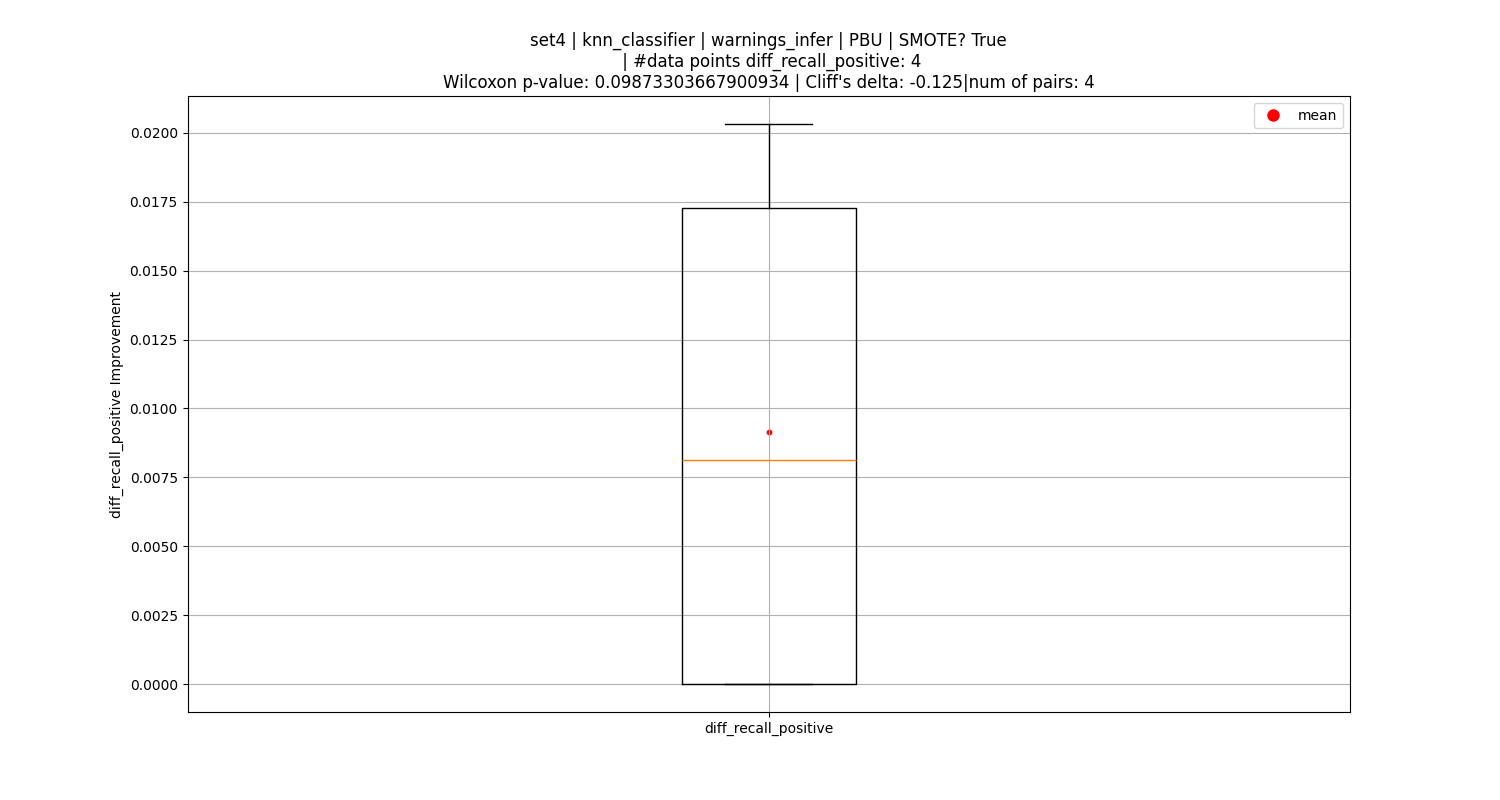 set4 | knn_classifier | warnings_infer | PBU | SMOTE? True
| #data points diff_recall_positive: 4
Wilcoxon p-value: 0.09873303667900934 | Cliff's delta: -0.125|num of pairs: 4
mean
0.0200
0.0175
0.0150
0.0125
0.0100
0.0075
0.0050
0.0025
0.0000
diff_recall_positive Improvement
diff_recall_positive